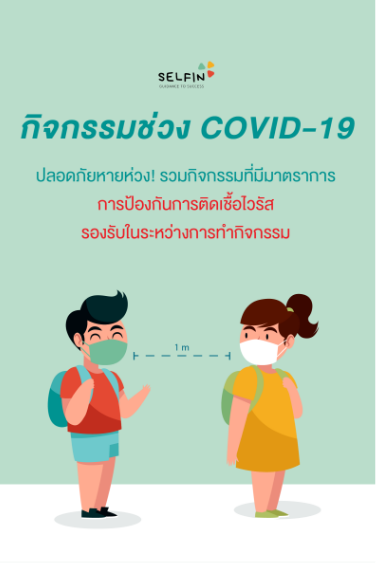 SELFIN
GUIDANCE TO SUCCESS
กิจกรรมช่วง COVID-19
ปลอดภัยหายห่วง! รวมกิจกรรมที่มีมาตราการ
การป้องกันการติดเชื้อไวรัส
รองรับในระหว่างการทำกิจกรรม
1 m